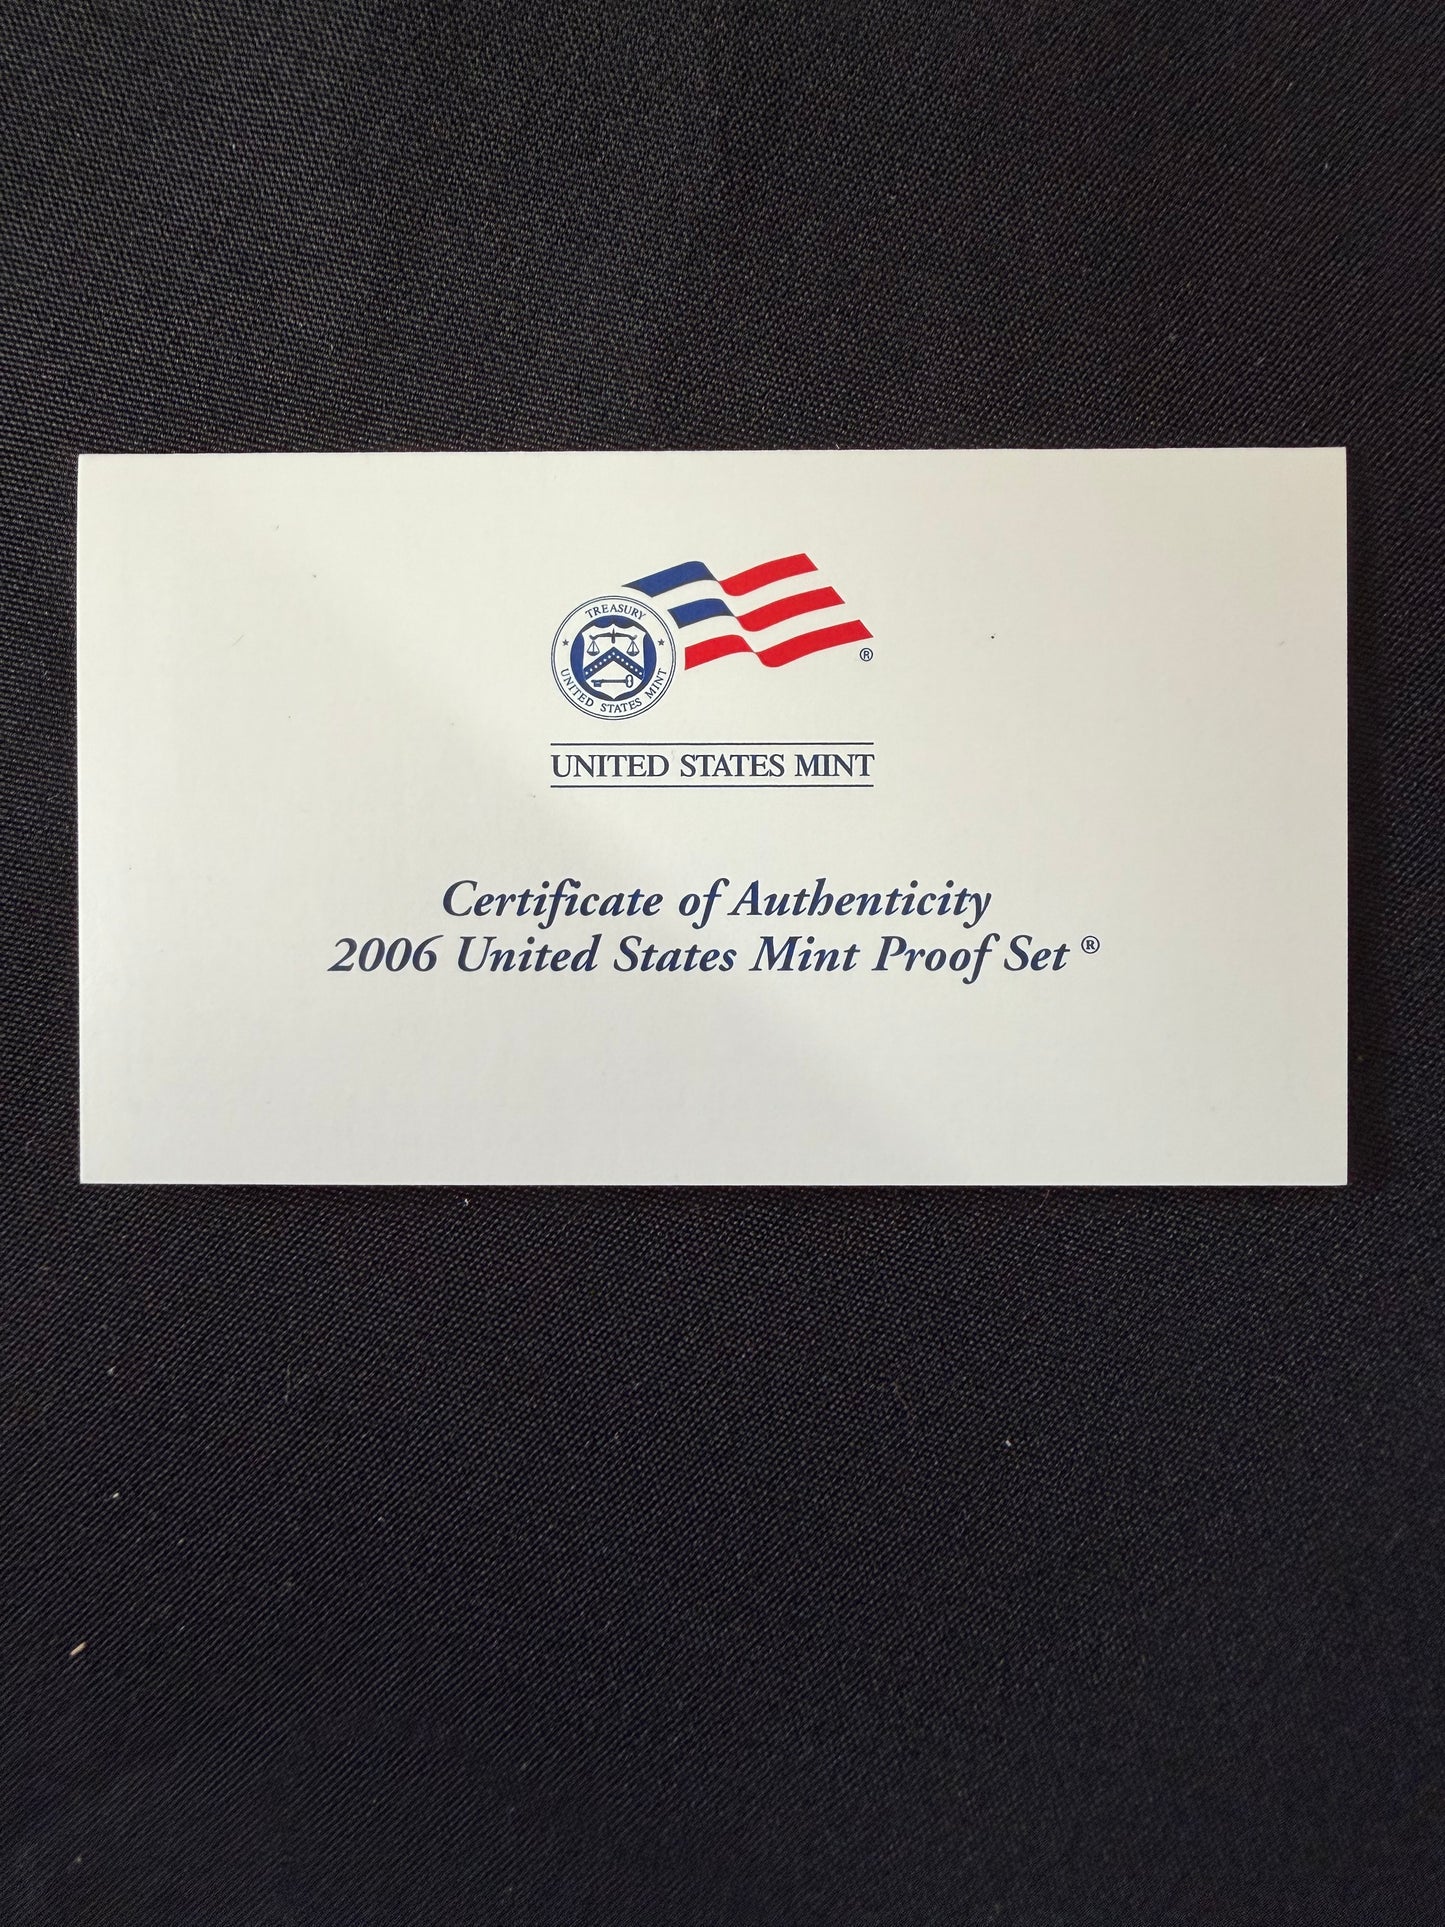 TREASURY
UNITED STATES MINT
®
UNITED STATES MINT
Certificate of Authenticity
2006 United States Mint Proof Set ®